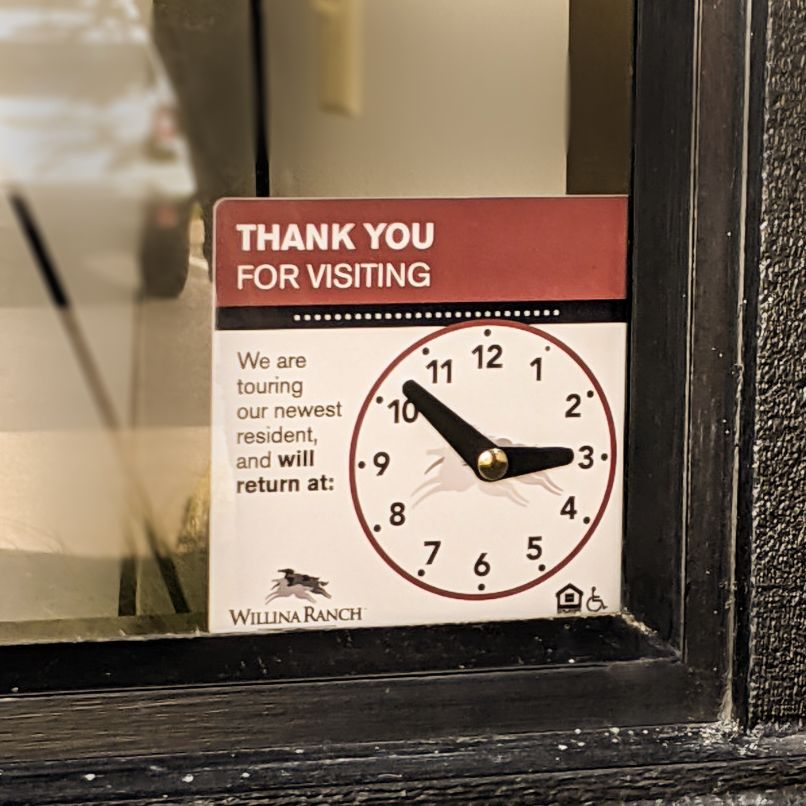 THANK YOU
FOR VISITING
We are
touring
our newest
resident,
and will
return at:
12
1
2
3
4
5
6
7
8
9
10
11
WILLINA RANCH